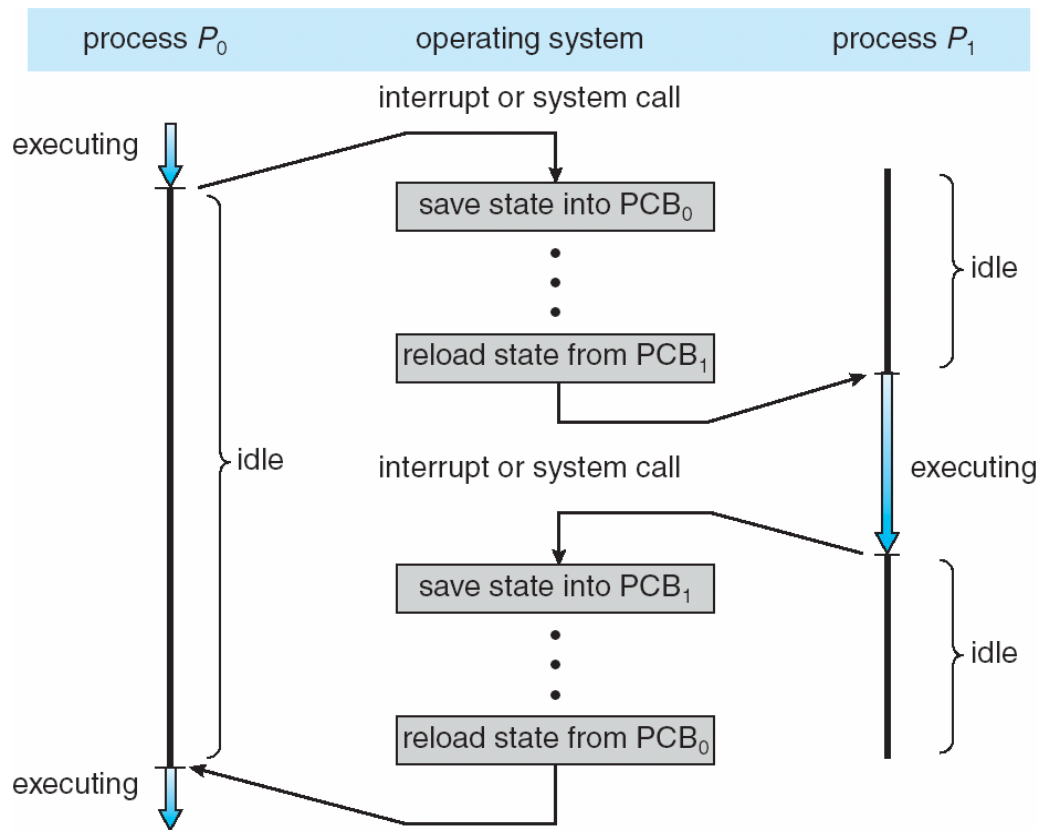 process P₀ operating system process P₁
interrupt or system call
executing
save state into PCB₀
idle
reload state from PCB₁
idle
interrupt or system call
executing
save state into PCB₁
idle
reload state from PCB₀
executing